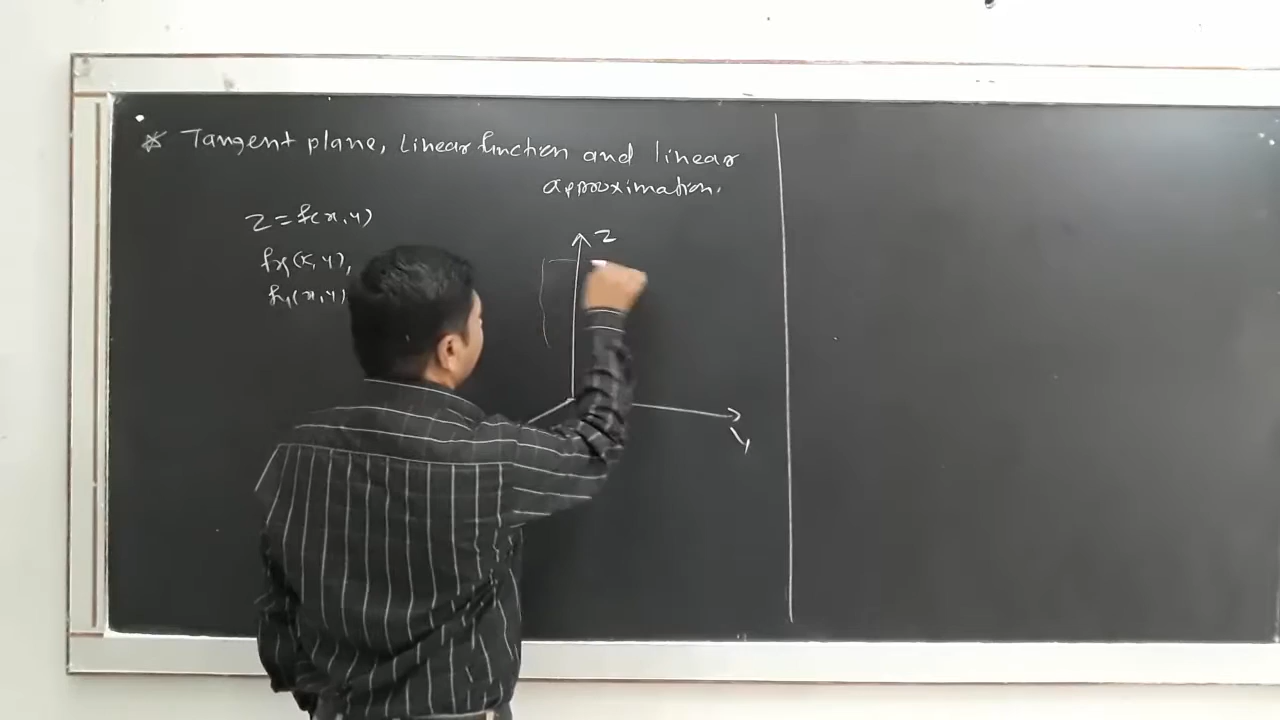 * Tangent plane, Linear function and linear
approximation.
z = f(x,y)
fx(x,y),
fy(x,y)
z
y